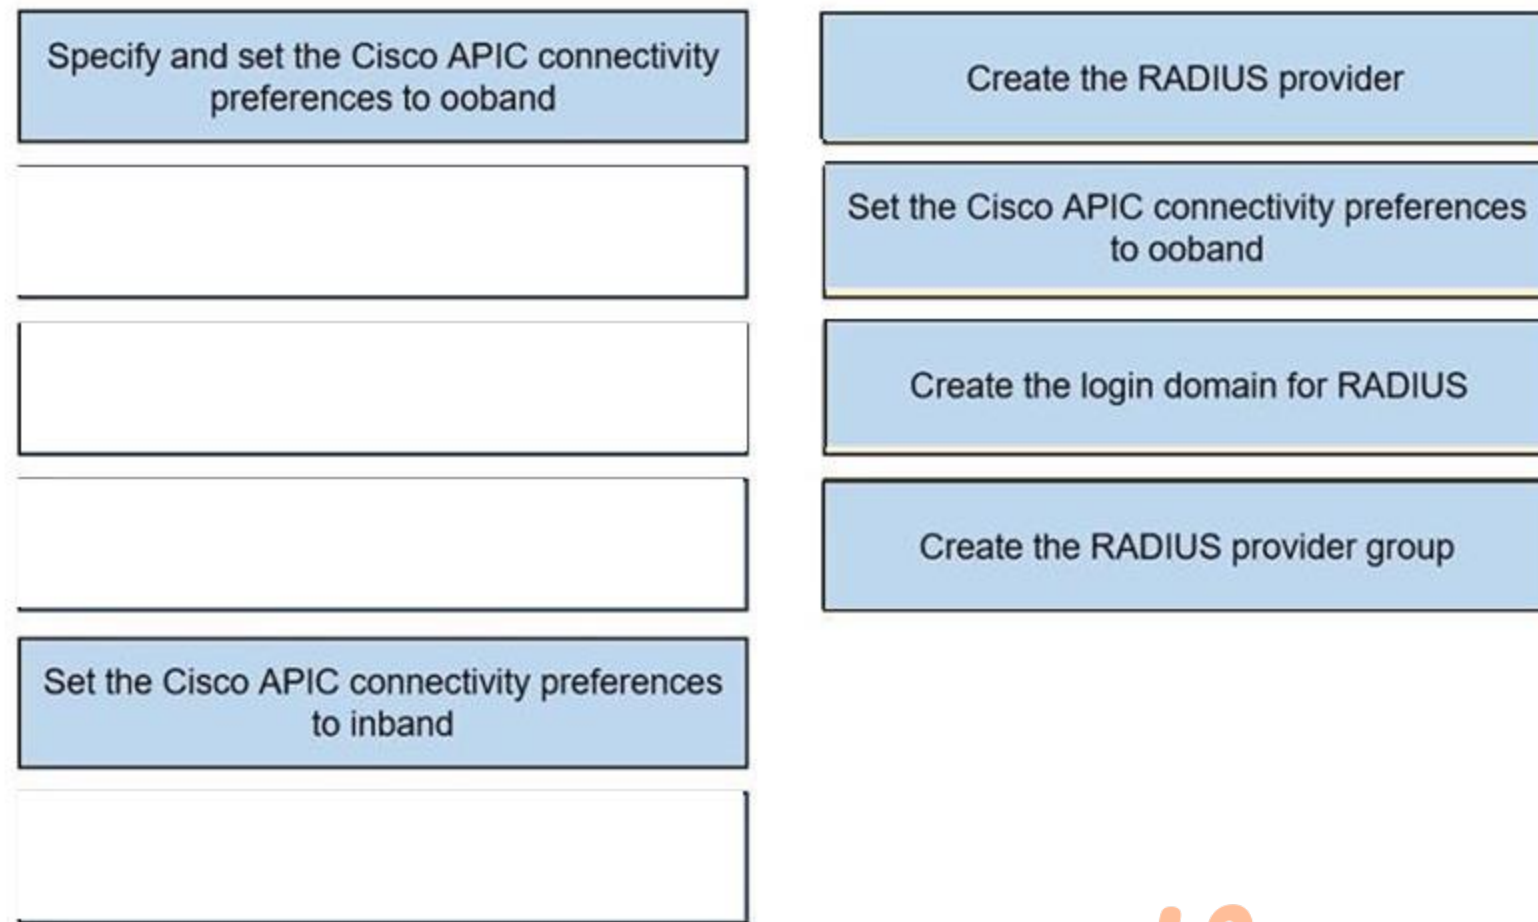 Specify and set the Cisco APIC connectivity
preferences to ooband
Set the Cisco APIC connectivity preferences
to inband
Create the RADIUS provider
Set the Cisco APIC connectivity preferences
to ooband
Create the login domain for RADIUS
Create the RADIUS provider group